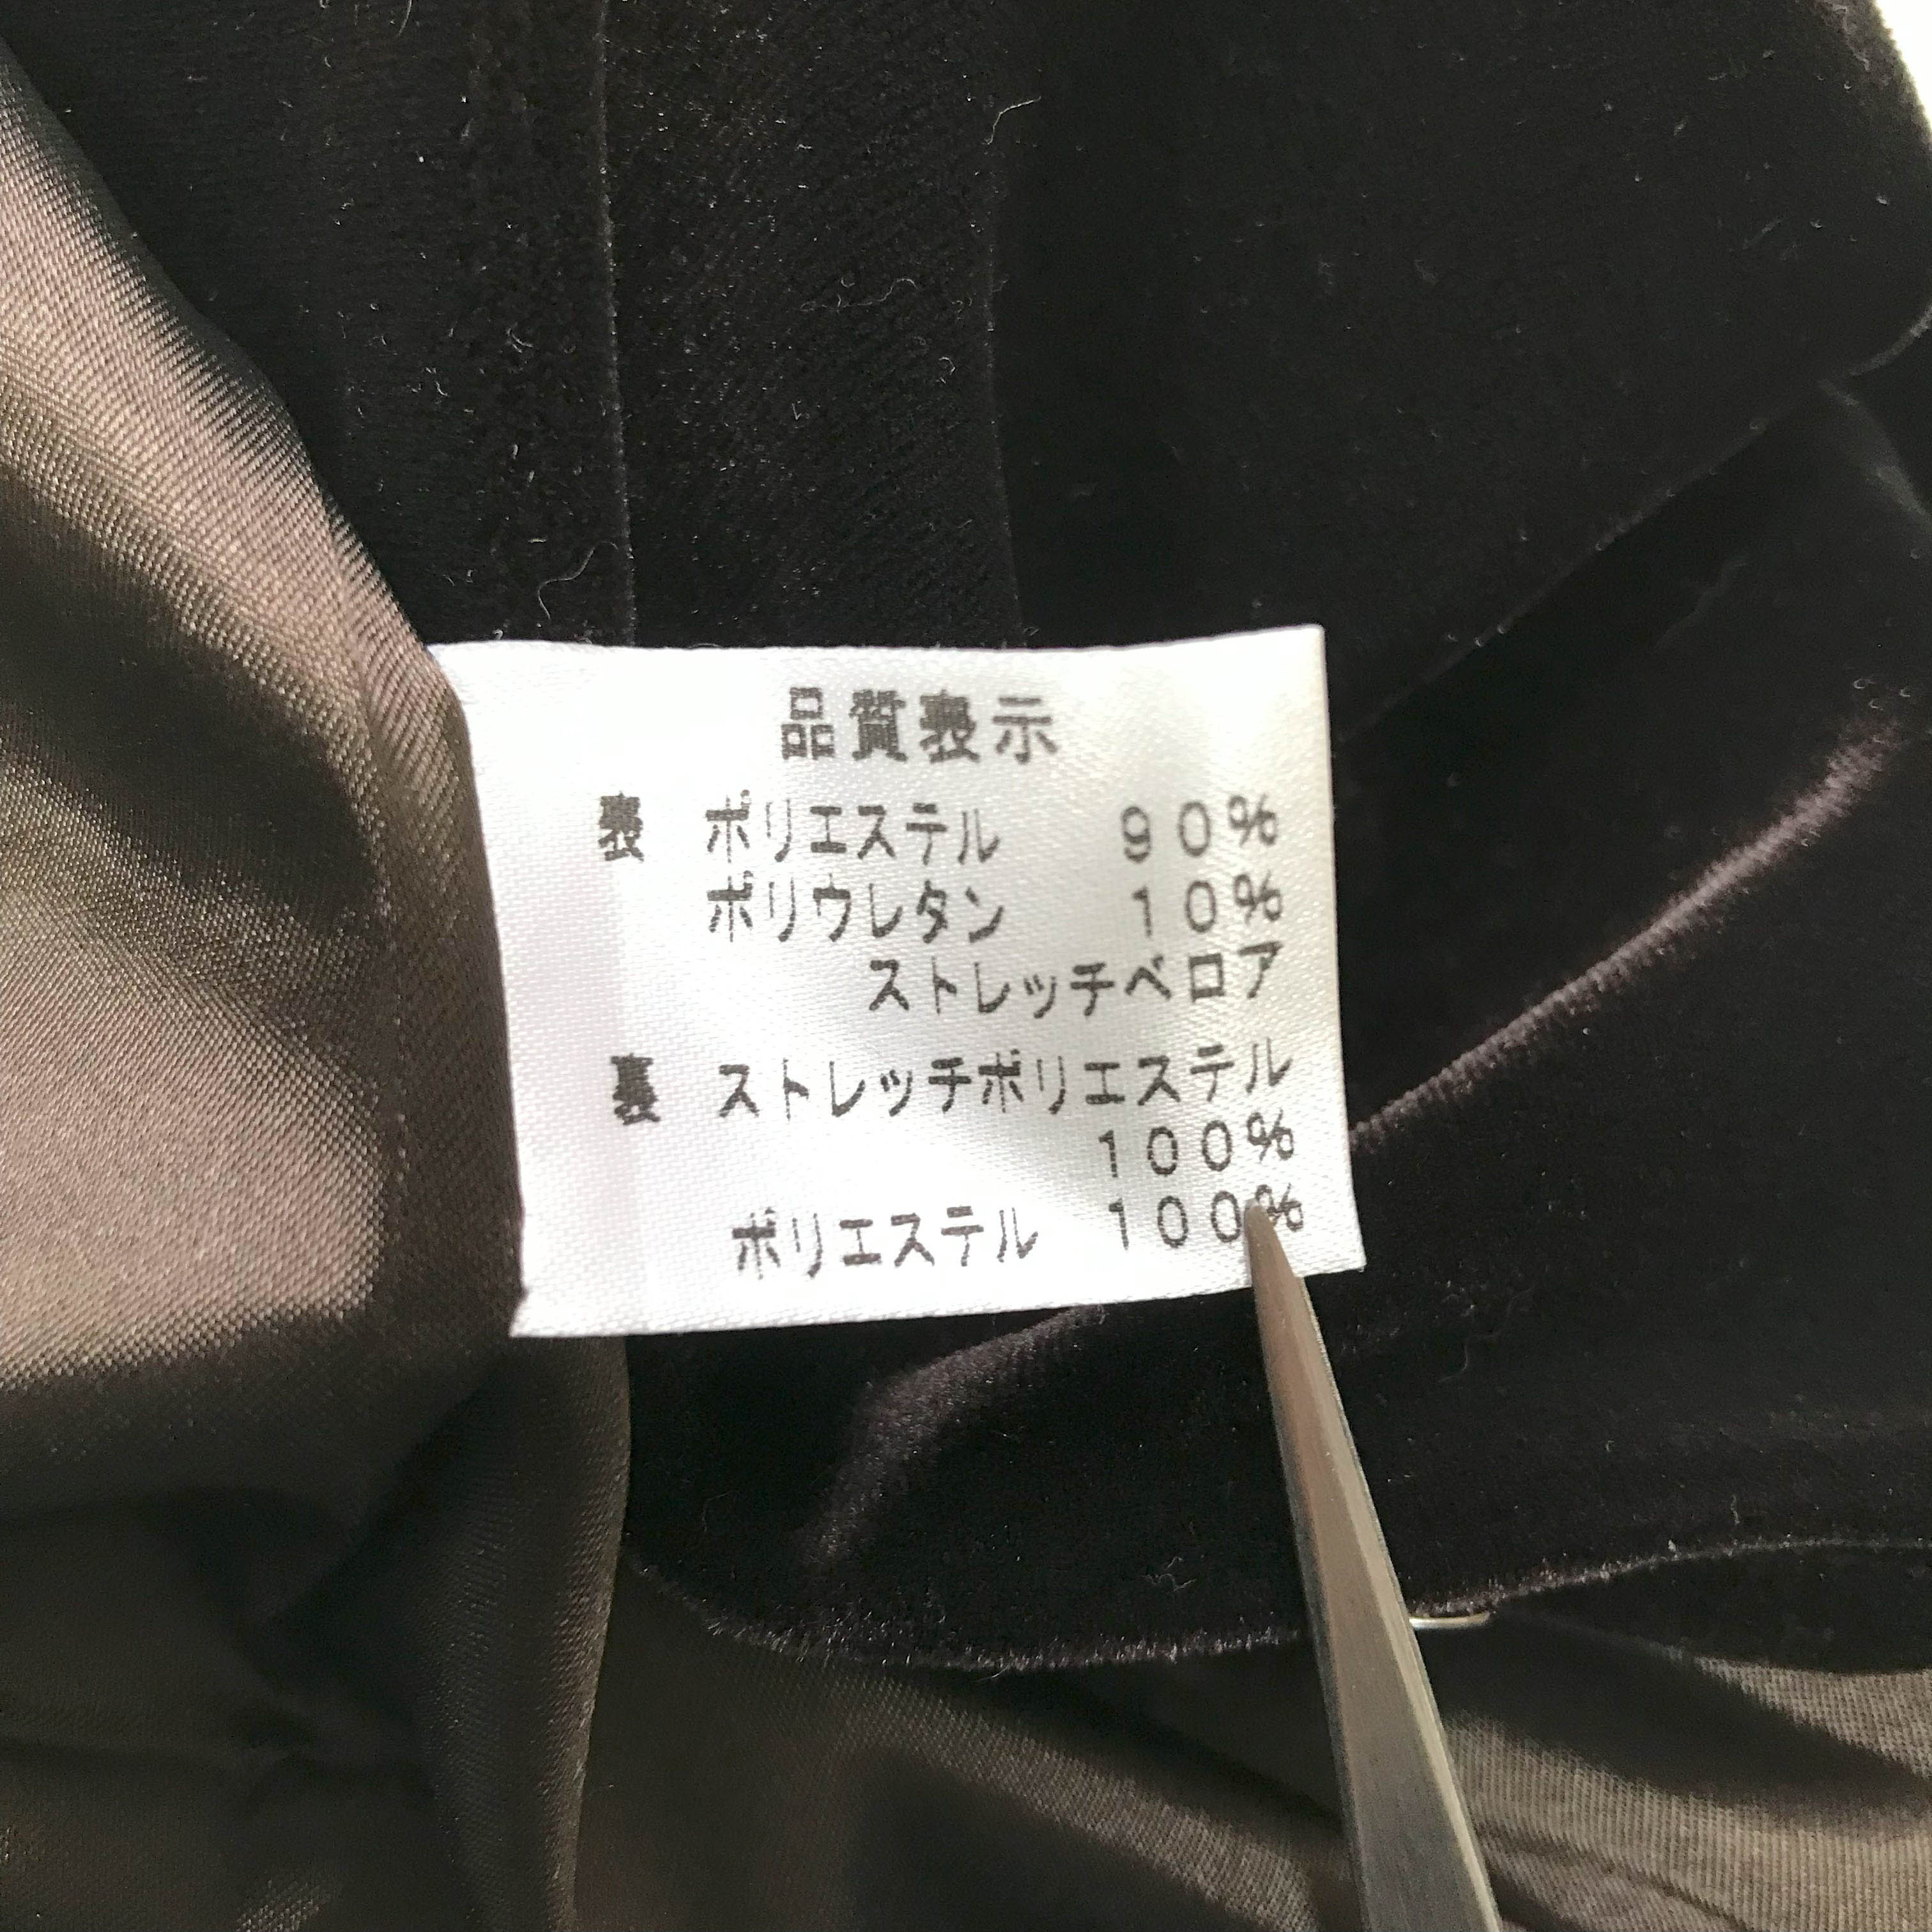 品質表示
表 ポリエステル 90%
ポリウレタン 10%
ストレッチベロア
裏 ストレッチポリエステル
100%
ポリエステル 100%